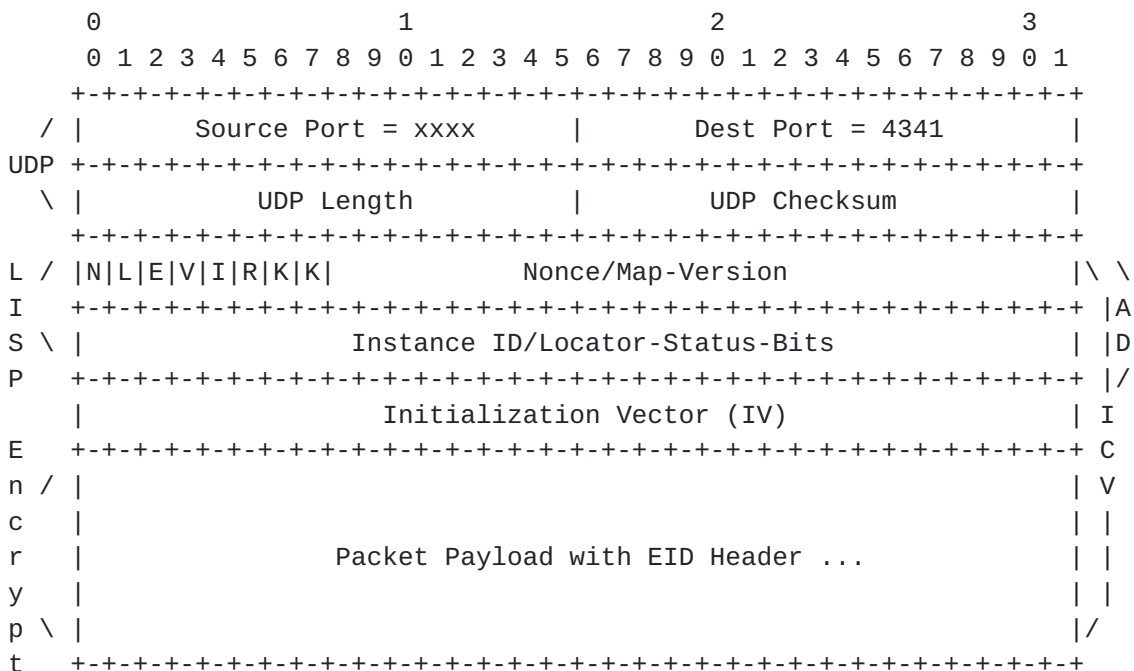 0                   1                   2                   3
      0 1 2 3 4 5 6 7 8 9 0 1 2 3 4 5 6 7 8 9 0 1 2 3 4 5 6 7 8 9 0 1
     +-+-+-+-+-+-+-+-+-+-+-+-+-+-+-+-+-+-+-+-+-+-+-+-+-+-+-+-+-+-+-+-+
   / |       Source Port = xxxx      |       Dest Port = 4341        |
 UDP +-+-+-+-+-+-+-+-+-+-+-+-+-+-+-+-+-+-+-+-+-+-+-+-+-+-+-+-+-+-+-+-+
   \ |           UDP Length          |        UDP Checksum           |
     +-+-+-+-+-+-+-+-+-+-+-+-+-+-+-+-+-+-+-+-+-+-+-+-+-+-+-+-+-+-+-+-+
 L / |N|L|E|V|I|R|K|K|            Nonce/Map-Version                  |\ \
 I   +-+-+-+-+-+-+-+-+-+-+-+-+-+-+-+-+-+-+-+-+-+-+-+-+-+-+-+-+-+-+-+-+ |A
 S \ |                 Instance ID/Locator-Status-Bits               | |D
 P   +-+-+-+-+-+-+-+-+-+-+-+-+-+-+-+-+-+-+-+-+-+-+-+-+-+-+-+-+-+-+-+-+ |/
     |                   Initialization Vector (IV)                  | I
 E   +-+-+-+-+-+-+-+-+-+-+-+-+-+-+-+-+-+-+-+-+-+-+-+-+-+-+-+-+-+-+-+-+ C
 n / |                                                               | V
 c   |                                                               | |
 r   |                Packet Payload with EID Header ...             | |
 y   |                                                               | |
 p \ |                                                               |/
 t   +-+-+-+-+-+-+-+-+-+-+-+-+-+-+-+-+-+-+-+-+-+-+-+-+-+-+-+-+-+-+-+-+